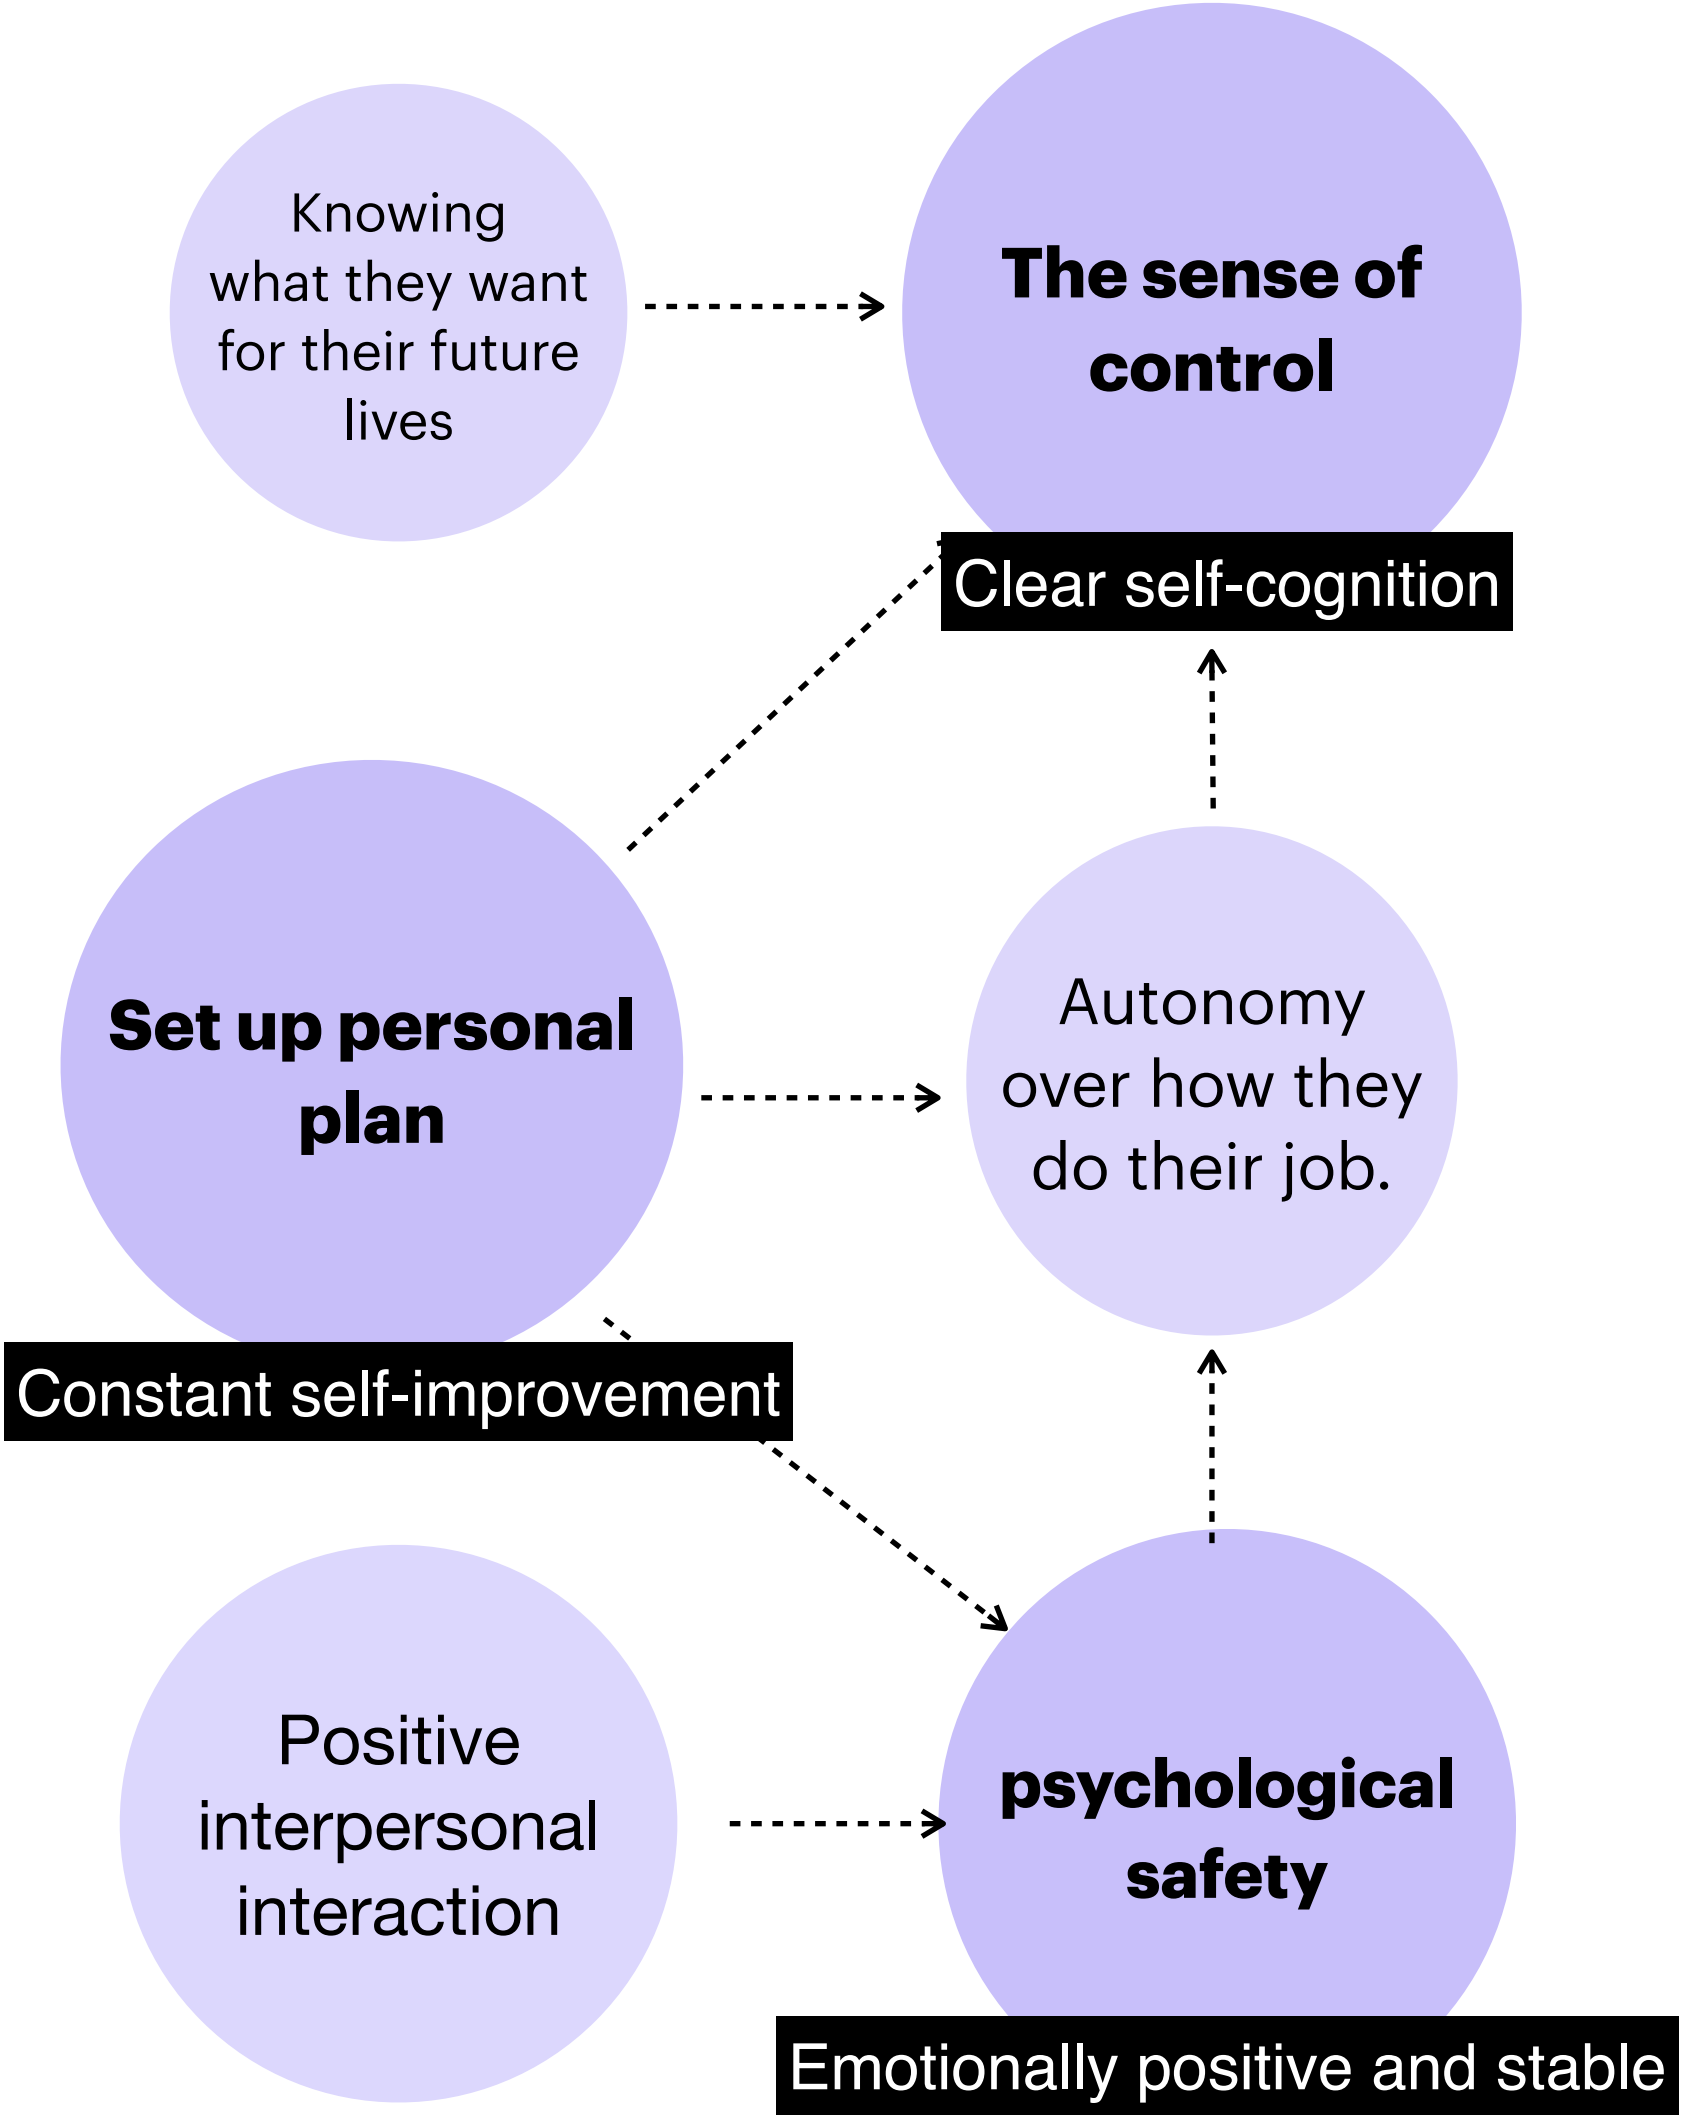 Knowing
what they want
for their future
lives
The sense of
control
Clear self-cognition
Set up personal
plan
Constant self-improvement
Autonomy
over how they
do their job.
Positive
interpersonal
interaction
psychological
safety
Emotionally positive and stable